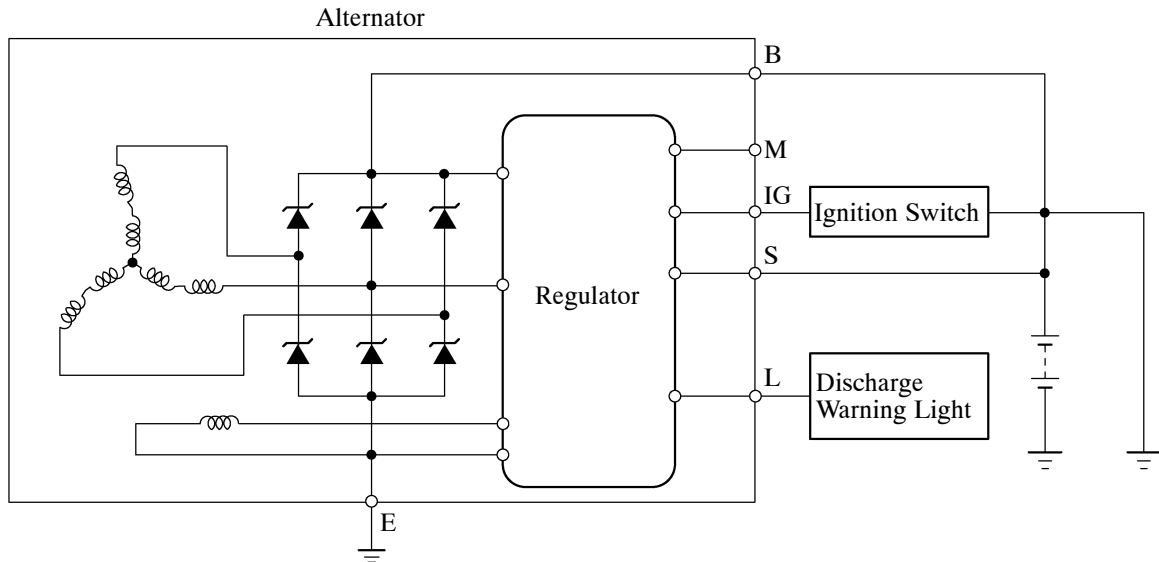 Alternator
B
M
IG
Ignition Switch
S
Regulator
L
Discharge
Warning Light
E